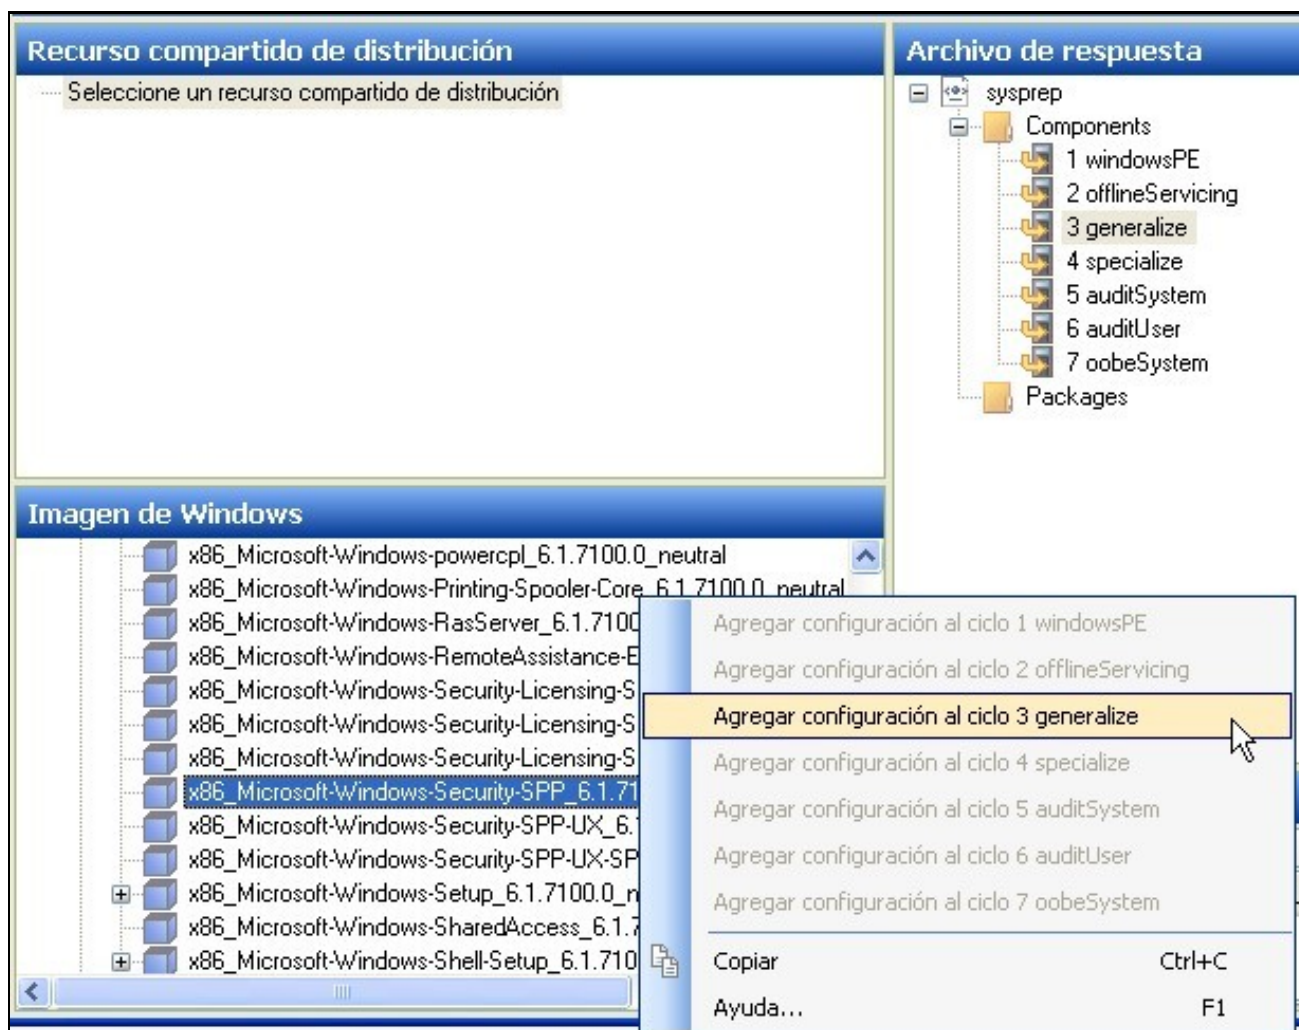 Recurso compartido de distribución
Seleccione un recurso compartido de distribución
Archivo de respuesta
sysprep
Components
1 windowsPE
2 offlineServicing
3 generalize
4 specialize
5 auditSystem
6 auditUser
7 oobeSystem
Packages
Imagen de Windows
x86_Microsoft-Windows-powercpl_6.1.7100.0_neutral
x86_Microsoft-Windows-Printing-Spooler-Core_6.1.7100.0_neutral
x86_Microsoft-Windows-RasServer_6.1.7100
x86_Microsoft-Windows-RemoteAssistance-E
x86_Microsoft-Windows-Security-Licensing-S
x86_Microsoft-Windows-Security-Licensing-S
x86_Microsoft-Windows-Security-Licensing-S
x86_Microsoft-Windows-Security-SPP_6.1.71
x86_Microsoft-Windows-Security-SPP-UX_6.
x86_Microsoft-Windows-Security-SPP-UX-SP
x86_Microsoft-Windows-Setup_6.1.7100.0_n
x86_Microsoft-Windows-SharedAccess_6.1.7
x86_Microsoft-Windows-Shell-Setup_6.1.710
Agregar configuración al ciclo 1 windowsPE
Agregar configuración al ciclo 2 offlineServicing
Agregar configuración al ciclo 3 generalize
Agregar configuración al ciclo 4 specialize
Agregar configuración al ciclo 5 auditSystem
Agregar configuración al ciclo 6 auditUser
Agregar configuración al ciclo 7 oobeSystem
Copiar Ctrl+C
Ayuda... F1